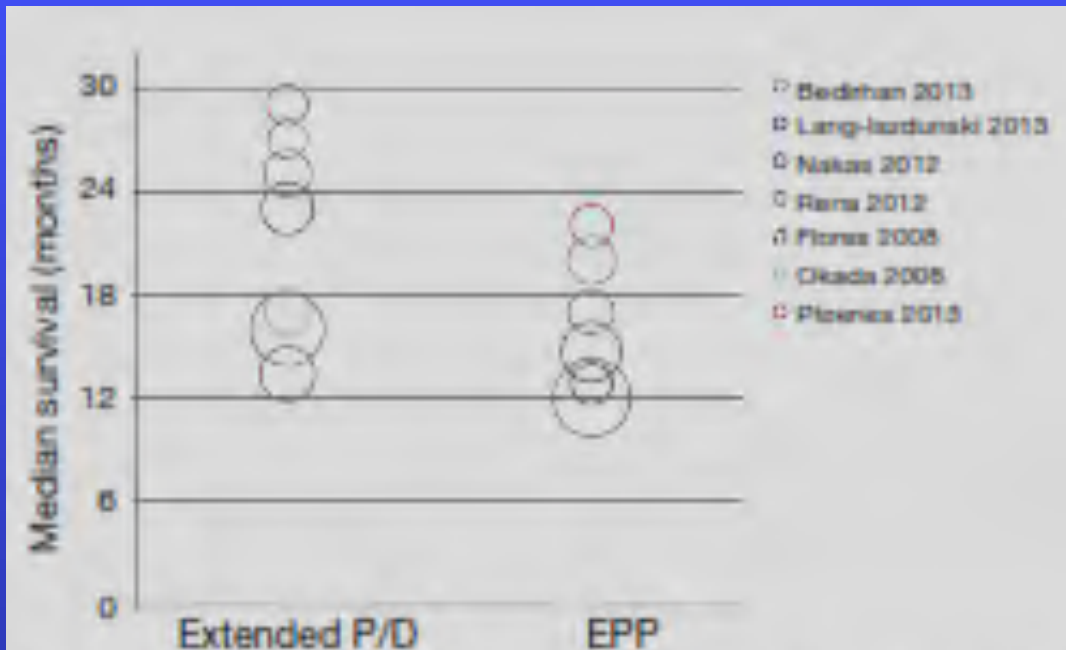 Median survival (months)
30
24
18
12
6
0
Extended P/D
EPP
Bedirhan 2013
Lang-lazdunski 2013
Nakas 2012
Rena 2012
Flores 2008
Okada 2008
Ploenes 2013